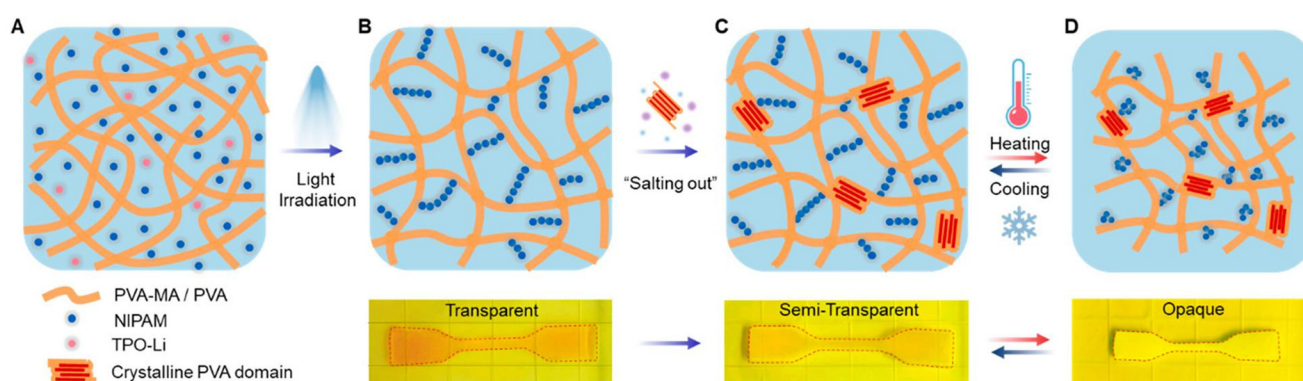 A
B
C
D
Light
Irradiation
“Salting out”
Heating
Cooling
PVA-MA / PVA
NIPAM
TPO-Li
Crystalline PVA domain
Transparent
Semi-Transparent
Opaque